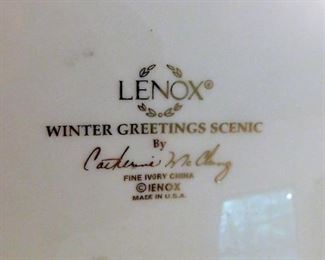 LENOX®
WINTER GREETINGS SCENIC
By
Catherine McClung
FINE IVORY CHINA
© LENOX
MADE IN U.S.A.